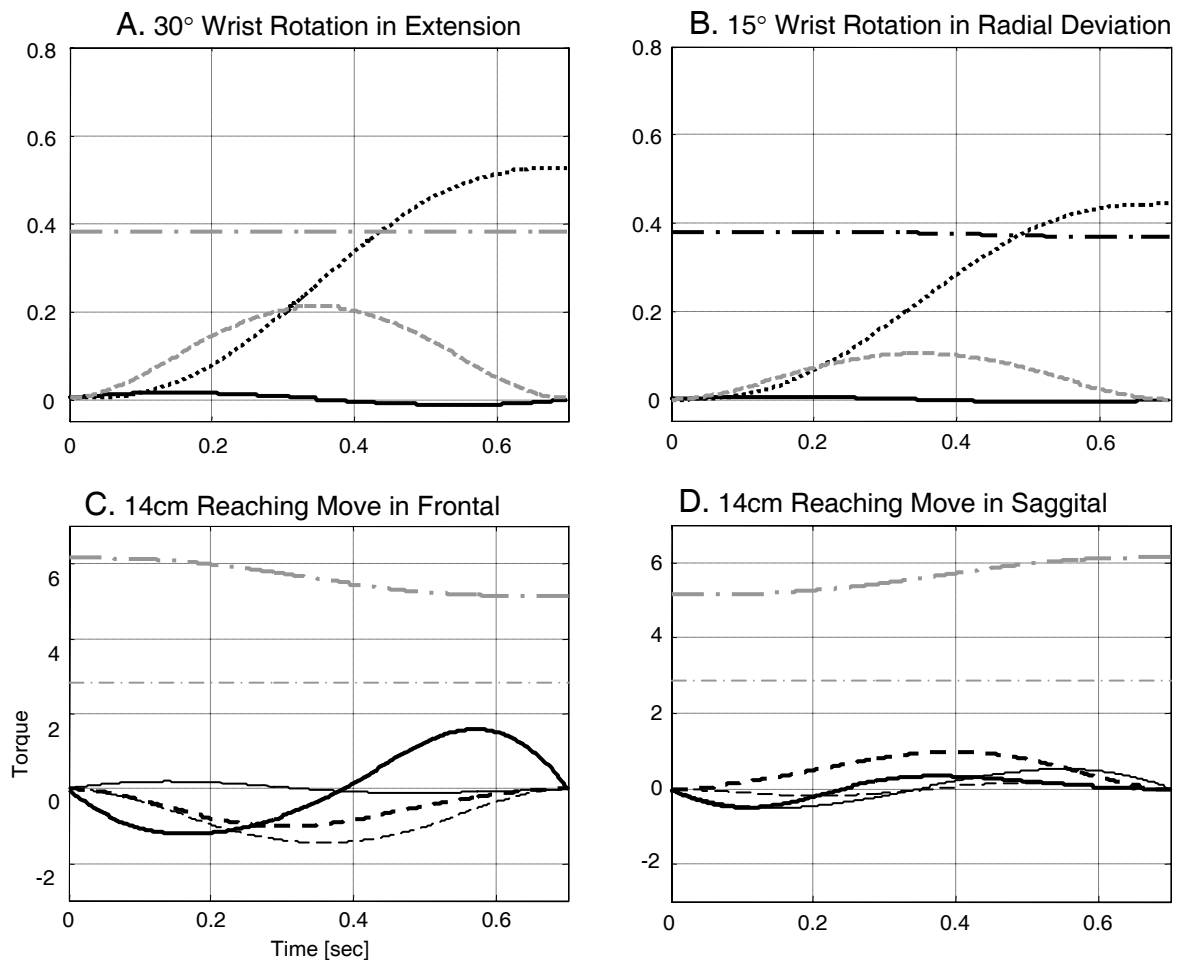 A. 30° Wrist Rotation in Extension
0.8
0.6
0.4
0.2
0
0 0.2 0.4 0.6
B. 15° Wrist Rotation in Radial Deviation
0.8
0.6
0.4
0.2
0
0 0.2 0.4 0.6
C. 14cm Reaching Move in Frontal
6
4
2
0
-2
Torque
0 0.2 0.4 0.6
Time [sec]
D. 14cm Reaching Move in Saggital
6
4
2
0
-2
0 0.2 0.4 0.6